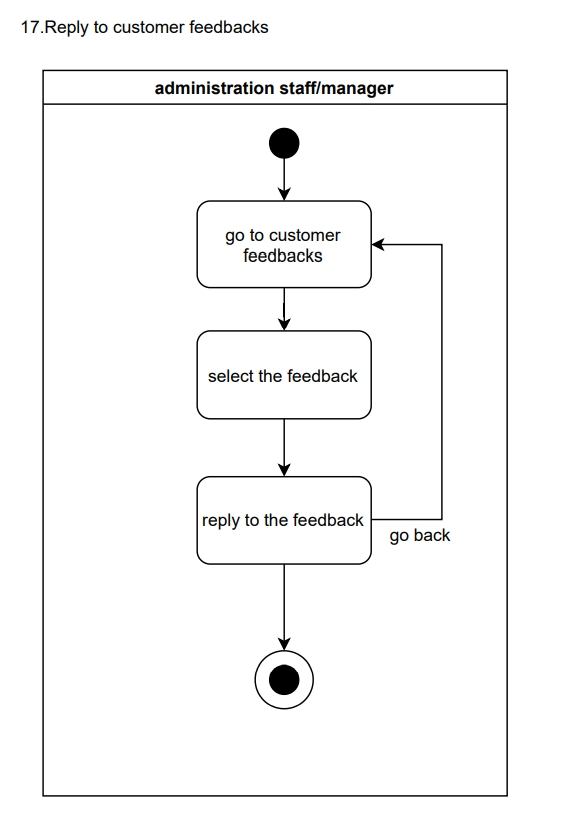 17.Reply to customer feedbacks
administration staff/manager
go to customer
feedbacks
select the feedback
reply to the feedback
go back